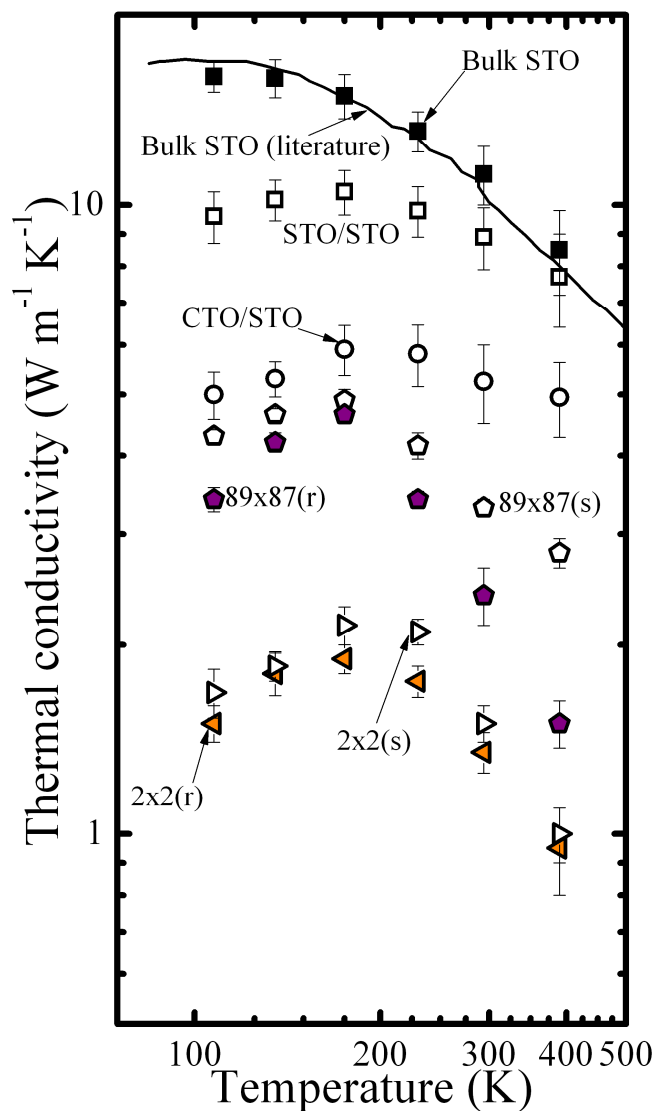 Bulk STO
Bulk STO (literature)
10
STO/STO
CTO/STO
89x87(r)
89x87(s)
2x2(s)
2x2(r)
1
Thermal conductivity (W m⁻¹ K⁻¹)
100 200 300 400 500
Temperature (K)